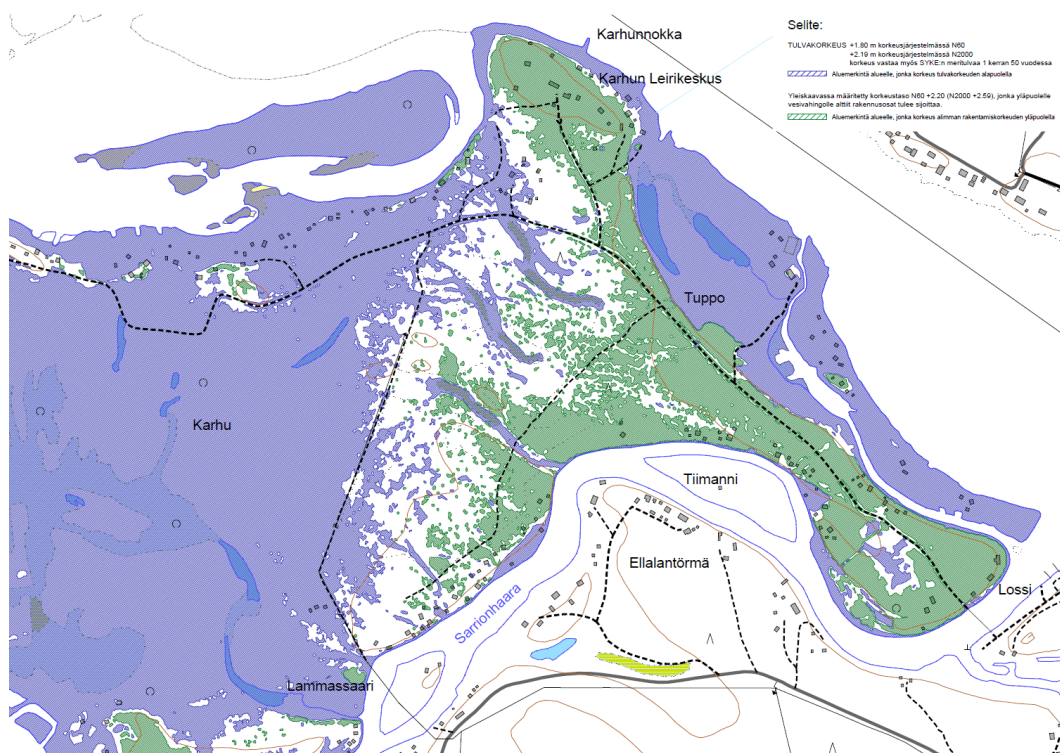 Selite:
TULVAKORKEUS +1.80 m korkeusjärjestelmässä N60
+2.19 m korkeusjärjestelmässä N2000
korkeus vastaa myös SYKE:n meritulvaa 1 kerran 50 vuodessa
Aluemerkintä alueelle, jonka korkeus tulvakorkeuden alapuolella
Yleiskaavassa määritetty korkeustaso N60 +2.20 (N2000 +2.59), jonka yläpuolelle
vesivahingolle alttiit rakennusosat tulee sijoittaa.
Aluemerkintä alueelle, jonka korkeus alimman rakentamiskorkeuden yläpuolella
Karhunnokka
Karhun Leirikeskus
Tuppo
Karhu
Tiimanni
Ellalantörmä
Lossi
Sarrionhaara
Lammassaari